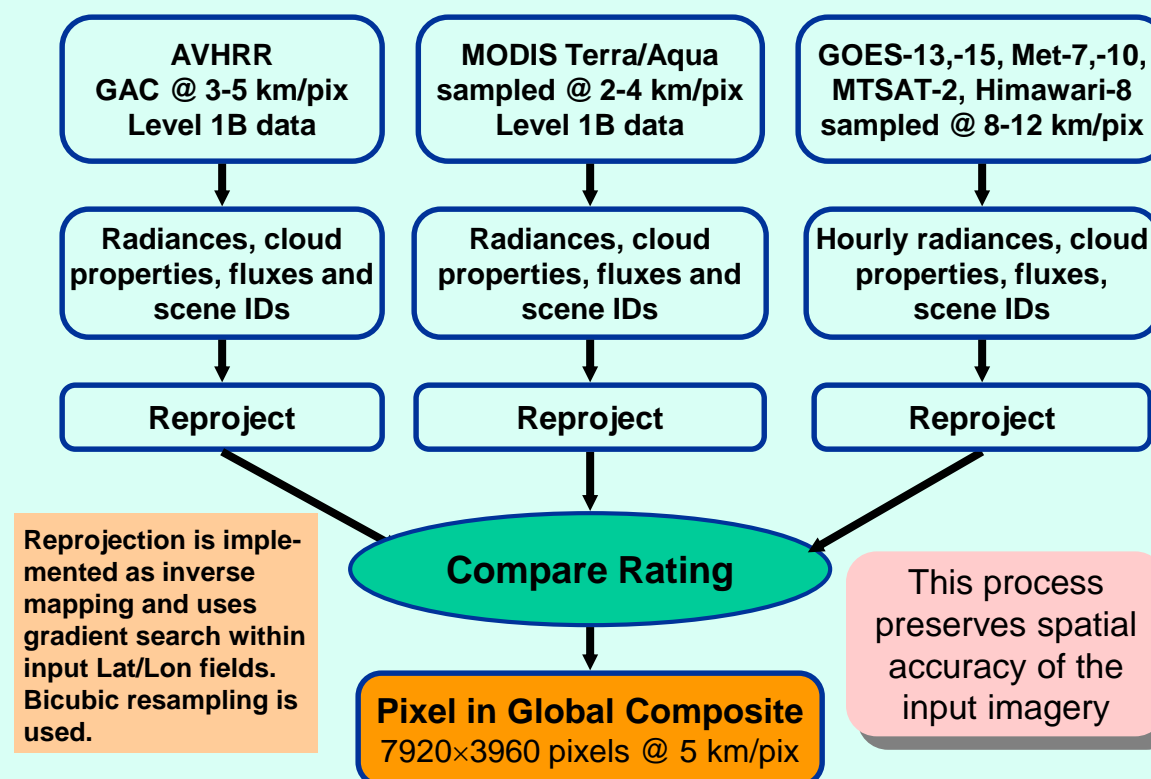 AVHRR
GAC @ 3-5 km/pix
Level 1B data
MODIS Terra/Aqua
sampled @ 2-4 km/pix
Level 1B data
GOES-13,-15, Met-7,-10,
MTSAT-2, Himawari-8
sampled @ 8-12 km/pix
Radiances, cloud
properties, fluxes and
scene IDs
Radiances, cloud
properties, fluxes and
scene IDs
Hourly radiances, cloud
properties, fluxes,
scene IDs
Reproject
Reproject
Reproject
Reprojection is imple-
mented as inverse
mapping and uses
gradient search within
input Lat/Lon fields.
Bicubic resampling is
used.
Compare Rating
This process
preserves spatial
accuracy of the
input imagery
Pixel in Global Composite
7920×3960 pixels @ 5 km/pix